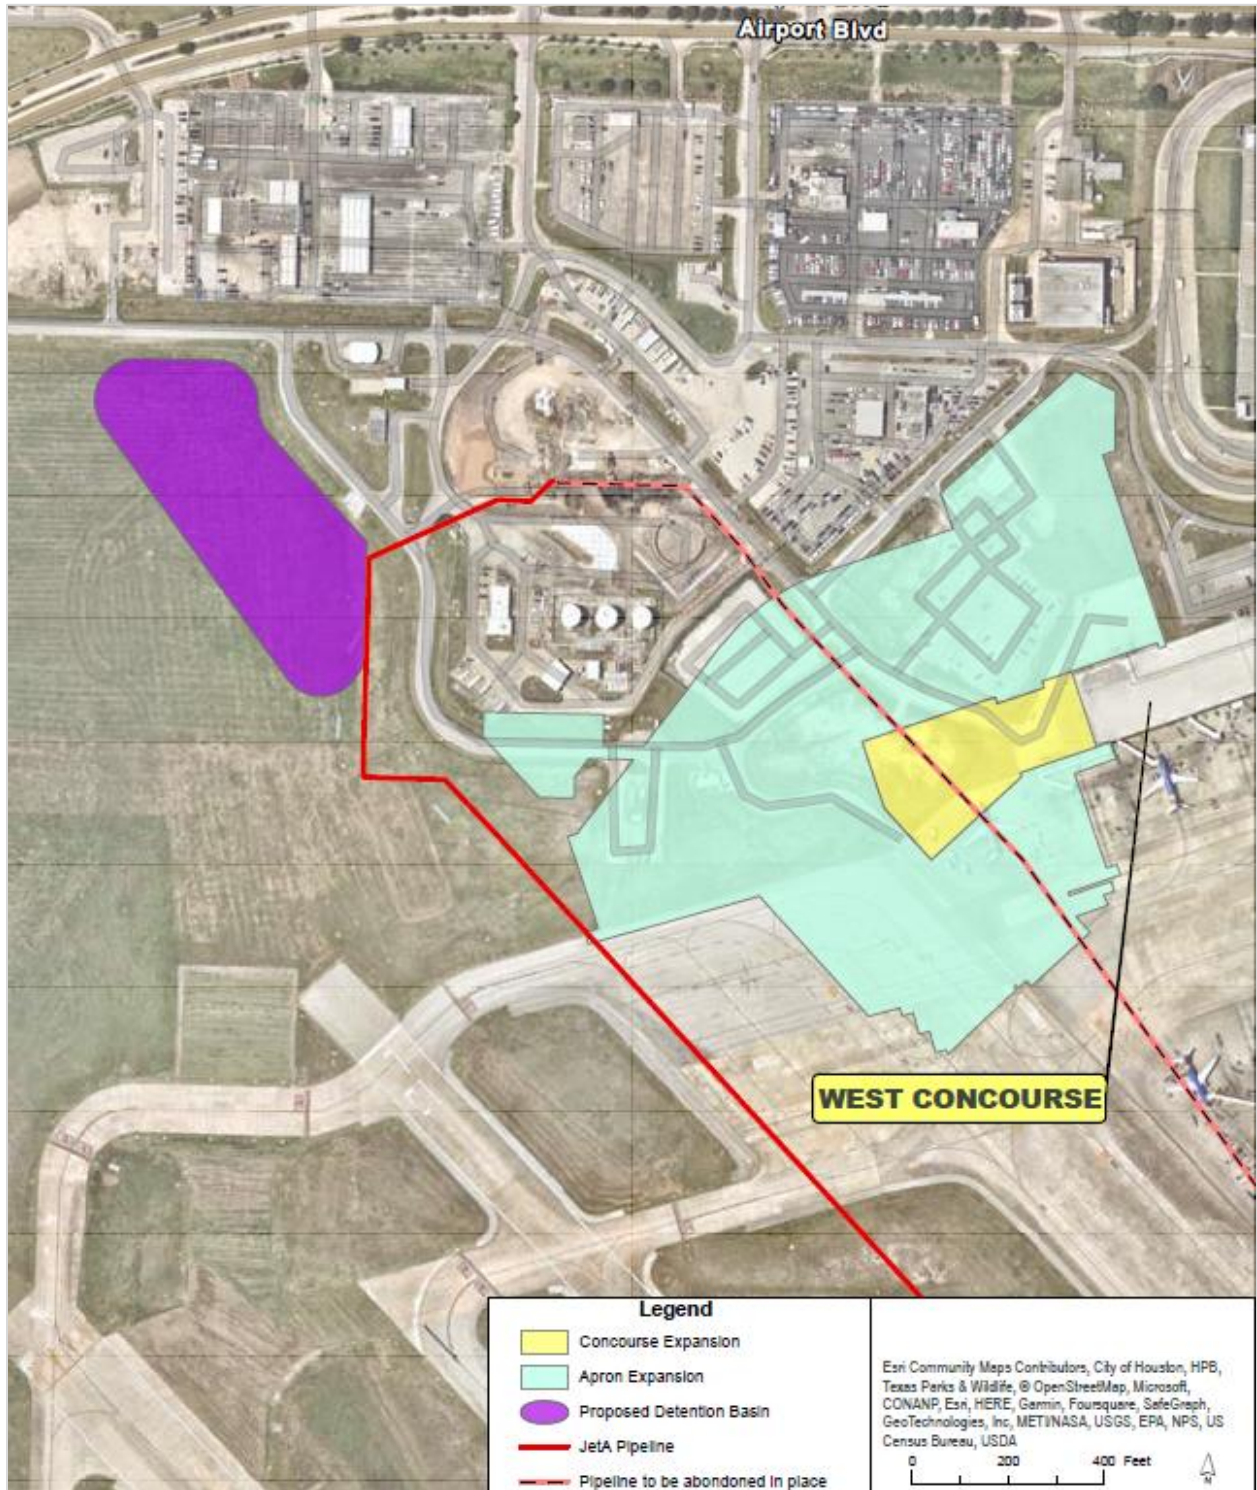 Airport Blvd
WEST CONCOURSE
Legend
Concourse Expansion
Apron Expansion
Proposed Detention Basin
JetA Pipeline
Pipeline to be abondoned in place
Esri Community Maps Contributors, City of Houston, HPB,
Texas Parks & Wildlife, © OpenStreetMap, Microsoft,
CONANP, Esri, HERE, Garmin, Foursquare, SafeGraph,
GeoTechnologies, Inc, METI/NASA, USGS, EPA, NPS, US
Census Bureau, USDA
0 200 400 Feet
N